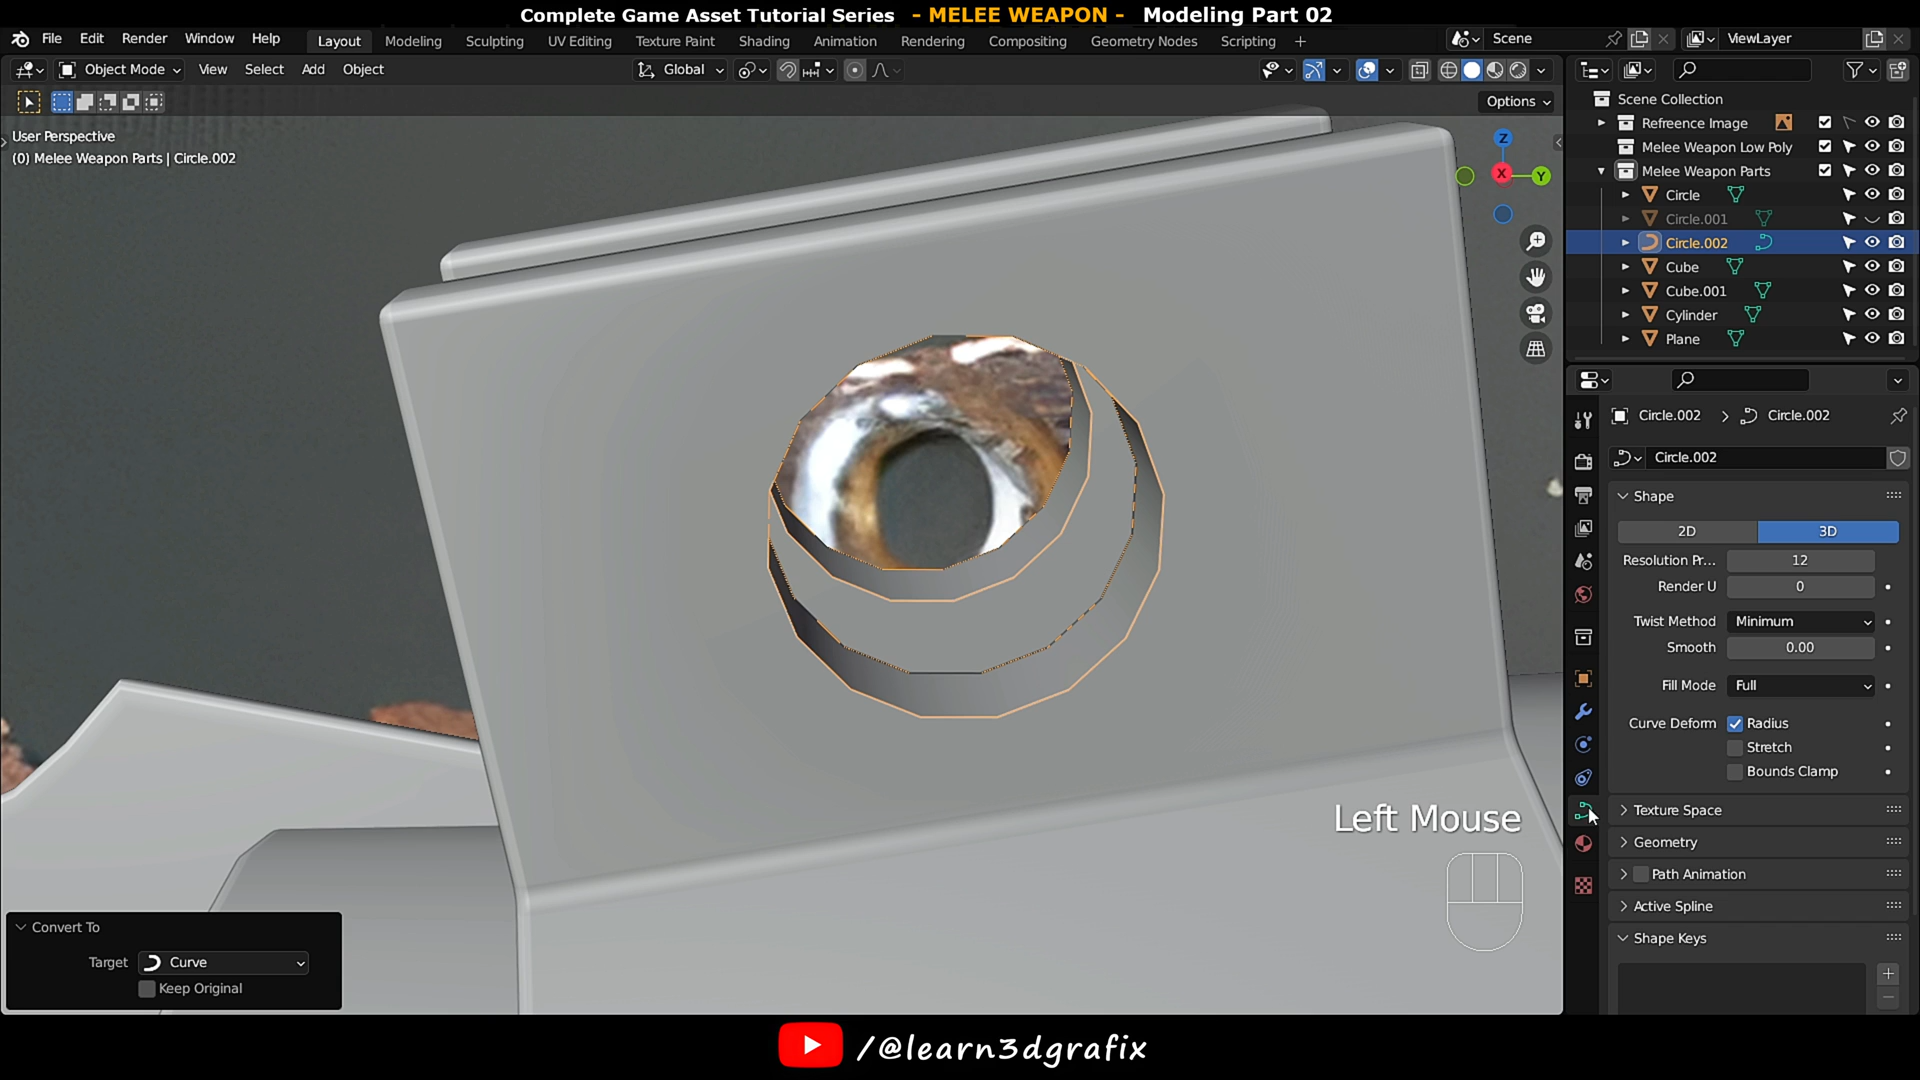 Complete Game Asset Tutorial Series - MELEE WEAPON - Modeling Part 02
File Edit Render Window Help Layout Modeling Sculpting UV Editing Texture Paint Shading Animation Rendering Compositing Geometry Nodes Scripting + Scene ViewLayer
Object Mode View Select Add Object Global
Options
User Perspective
(0) Melee Weapon Parts | Circle.002
Z
X
Y
Scene Collection
Refreence Image
Melee Weapon Low Poly
Melee Weapon Parts
Circle
Circle.001
Circle.002
Cube
Cube.001
Cylinder
Plane
Circle.002 > Circle.002
Circle.002
Shape
2D 3D
Resolution Pr... 12
Render U 0
Twist Method Minimum
Smooth 0.00
Fill Mode Full
Curve Deform Radius
Stretch
Bounds Clamp
Texture Space
Geometry
Path Animation
Active Spline
Shape Keys
Left Mouse
Convert To
Target Curve
Keep Original
/@learn3dgrafix